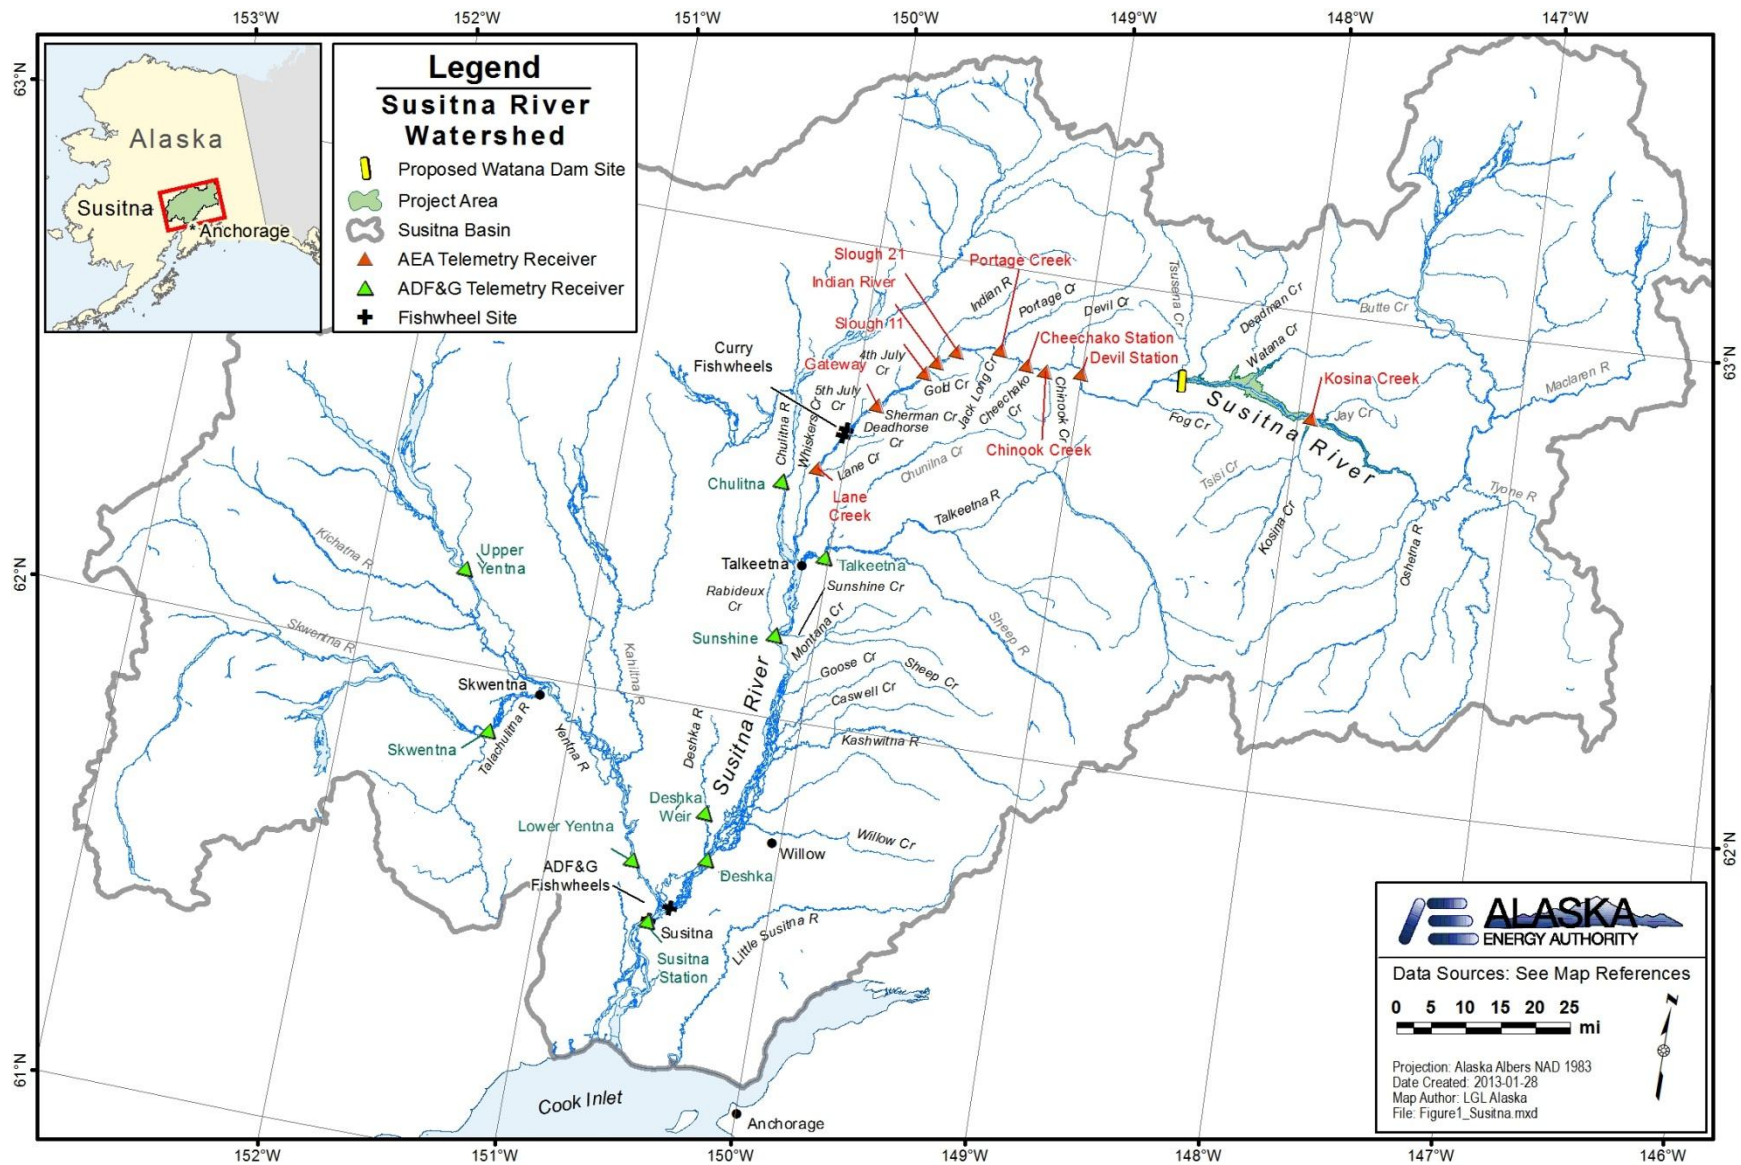 153°W
152°W
151°W
150°W
149°W
148°W
147°W
63°N
62°N
61°N
63°N
62°N
Alaska
Susitna
* Anchorage
Legend
Susitna River
Watershed
Proposed Watana Dam Site
Project Area
Susitna Basin
AEA Telemetry Receiver
ADF&G Telemetry Receiver
Fishwheel Site
Slough 21
Indian River
Slough 11
Gateway
Portage Creek
Indian R
Portage Cr
Devil Cr
Tsusena Cr
Deadman Cr
Watana Cr
Butte Cr
Cheechako Station
Devil Station
Kosina Creek
Maclaren R
Curry
Fishwheels
4th July
Cr
5th July
Cr
Gold Cr
Jack Long Cr
Cheechako
Cr
Chinook Cr
Sherman Cr
Deadhorse
Cr
Chulitna R
Whiskers
Cr
Lane Cr
Chunilna Cr
Chinook Creek
Fog Cr
Susitna River
Jay Cr
Tsisi Cr
Kosina Cr
Tyone R
Oshetna R
Chulitna
Lane
Creek
Talkeetna R
Kichatna R
Upper
Yentna
Talkeetna
Talkeetna
Rabideux
Cr
Sunshine Cr
Sunshine
Montana Cr
Sheep R
Skwentna R
Kahiltna R
Goose Cr
Sheep Cr
Caswell Cr
Skwentna
Skwentna
Talachulitna R
Yentna R
Deshka R
Susitna River
Kashwitna R
Deshka
Weir
Lower Yentna
Willow Cr
Willow
ADF&G
Fishwheels
Deshka
Susitna
Susitna
Station
Little Susitna R
Cook Inlet
Anchorage
ALASKA
ENERGY AUTHORITY
Data Sources: See Map References
0 5 10 15 20 25
mi
N
Projection: Alaska Albers NAD 1983
Date Created: 2013-01-28
Map Author: LGL Alaska
File: Figure1_Susitna.mxd
152°W
151°W
150°W
149°W
148°W
147°W
146°W